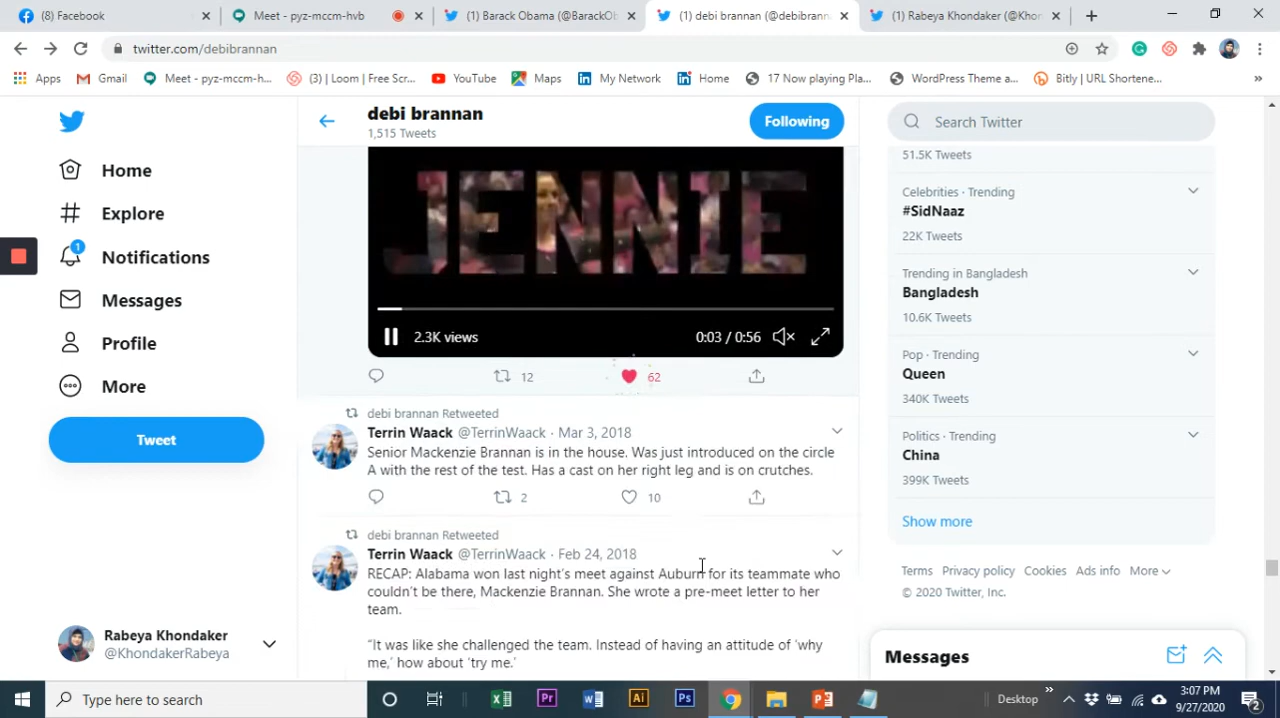 Facebook
Meet - pyz-mccm-hvb
(1) Barack Obama (@BarackOb
(1) debi brannan (@debibrann
(1) Rabeya Khondaker (@Khon
twitter.com/debibrannan
Apps
Gmail
Meet - pyz-mccm-h...
(3) | Loom | Free Scr...
YouTube
Maps
My Network
Home
17 Now playing Pla...
WordPress Theme a...
Bitly | URL Shortene...
Home
Explore
1
Notifications
Messages
Profile
More
Tweet
Rabeya Khondaker
@KhondakerRabeya
debi brannan
1,515 Tweets
Following
JENNIE
2.3K views
0:03 / 0:56
12
62
debi brannan Retweeted
Terrin Waack @TerrinWaack · Mar 3, 2018
Senior Mackenzie Brannan is in the house. Was just introduced on the circle
A with the rest of the test. Has a cast on her right leg and is on crutches.
2
10
debi brannan Retweeted
Terrin Waack @TerrinWaack · Feb 24, 2018
RECAP: Alabama won last night's meet against Auburn for its teammate who
couldn't be there, Mackenzie Brannan. She wrote a pre-meet letter to her
team.
"It was like she challenged the team. Instead of having an attitude of 'why
me,' how about 'try me.'
Search Twitter
51.5K Tweets
Celebrities · Trending
#SidNaaz
22K Tweets
Trending in Bangladesh
Bangladesh
10.6K Tweets
Pop · Trending
Queen
340K Tweets
Politics · Trending
China
399K Tweets
Show more
Terms Privacy policy Cookies Ads info More
© 2020 Twitter, Inc.
Messages
Type here to search
Pr
Ai
Ps
Desktop
3:07 PM
9/27/2020
2